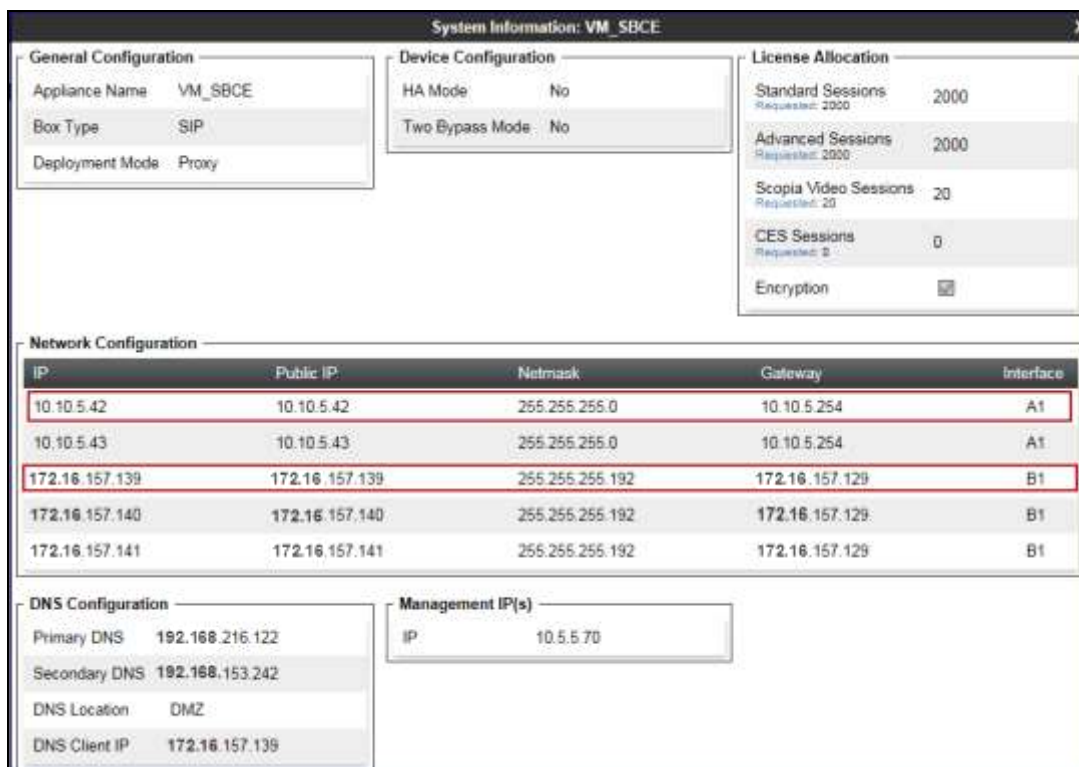 System Information: VM_SBCE X
General Configuration
Appliance Name VM_SBCE
Box Type SIP
Deployment Mode Proxy
Device Configuration
HA Mode No
Two Bypass Mode No
License Allocation
Standard Sessions 2000
Requested: 2000
Advanced Sessions 2000
Requested: 2000
Scopia Video Sessions 20
Requested: 20
CES Sessions 0
Requested: 0
Encryption
Network Configuration
IP Public IP Netmask Gateway Interface
10.10.5.42 10.10.5.42 255.255.255.0 10.10.5.254 A1
10.10.5.43 10.10.5.43 255.255.255.0 10.10.5.254 A1
172.16.157.139 172.16.157.139 255.255.255.192 172.16.157.129 B1
172.16.157.140 172.16.157.140 255.255.255.192 172.16.157.129 B1
172.16.157.141 172.16.157.141 255.255.255.192 172.16.157.129 B1
DNS Configuration
Primary DNS 192.168.216.122
Secondary DNS 192.168.153.242
DNS Location DMZ
DNS Client IP 172.16.157.139
Management IP(s)
IP 10.5.5.70